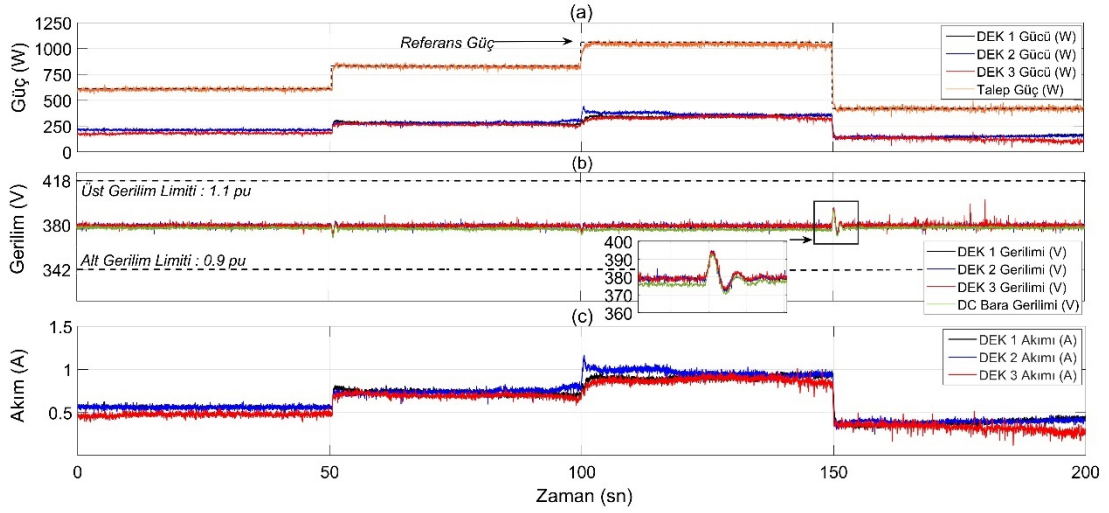 (a)
1250
1000
750
500
250
0
Güç (W)
Referans Güç
DEK 1 Gücü (W)
DEK 2 Gücü (W)
DEK 3 Gücü (W)
Talep Güç (W)
(b)
418
380
342
Gerilim (V)
Üst Gerilim Limiti : 1.1 pu
Alt Gerilim Limiti : 0.9 pu
400
390
380
370
360
DEK 1 Gerilimi (V)
DEK 2 Gerilimi (V)
DEK 3 Gerilimi (V)
DC Bara Gerilimi (V)
(c)
1.5
1
0.5
Akım (A)
DEK 1 Akımı (A)
DEK 2 Akımı (A)
DEK 3 Akımı (A)
0
50
100
150
200
Zaman (sn)